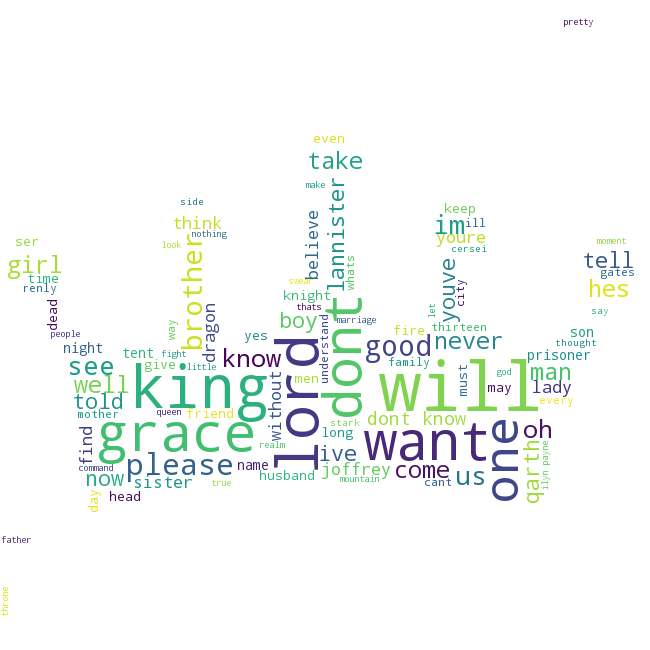 pretty
even
take
make
side
keep
ill
im
youre
cersei
think
nothing
look
brother
believe
lannister
whats
ser
girl
time
renly
dead
people
moment
tell
gates
hes
say
youve
city
let
swear
knight
thats
boy
marriage
understand
dragon
way
yes
know
night
tent
fight
give
little
see
well
told
mother
king
queen
friend
lord
dont
men
without
fire
thirteen
good
never
family
son
thought
prisoner
man
god
must
may
lady
every
will
grace
dont know
stark
long
want
one
oh
realm
find
please
name
ive
joffrey
come
us
qarth
ilyn payne
command
now
sister
true
husband
mountain
cant
day
head
father
throne